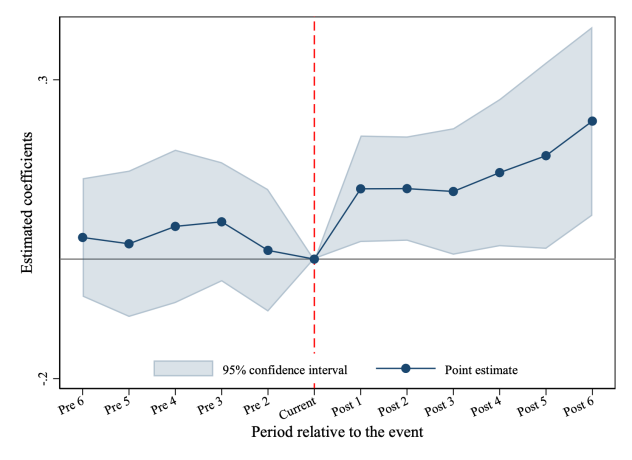 Estimated coefficients
.3
-.2
95% confidence interval
Point estimate
Pre 6
Pre 5
Pre 4
Pre 3
Pre 2
Current
Post 1
Post 2
Post 3
Post 4
Post 5
Post 6
Period relative to the event